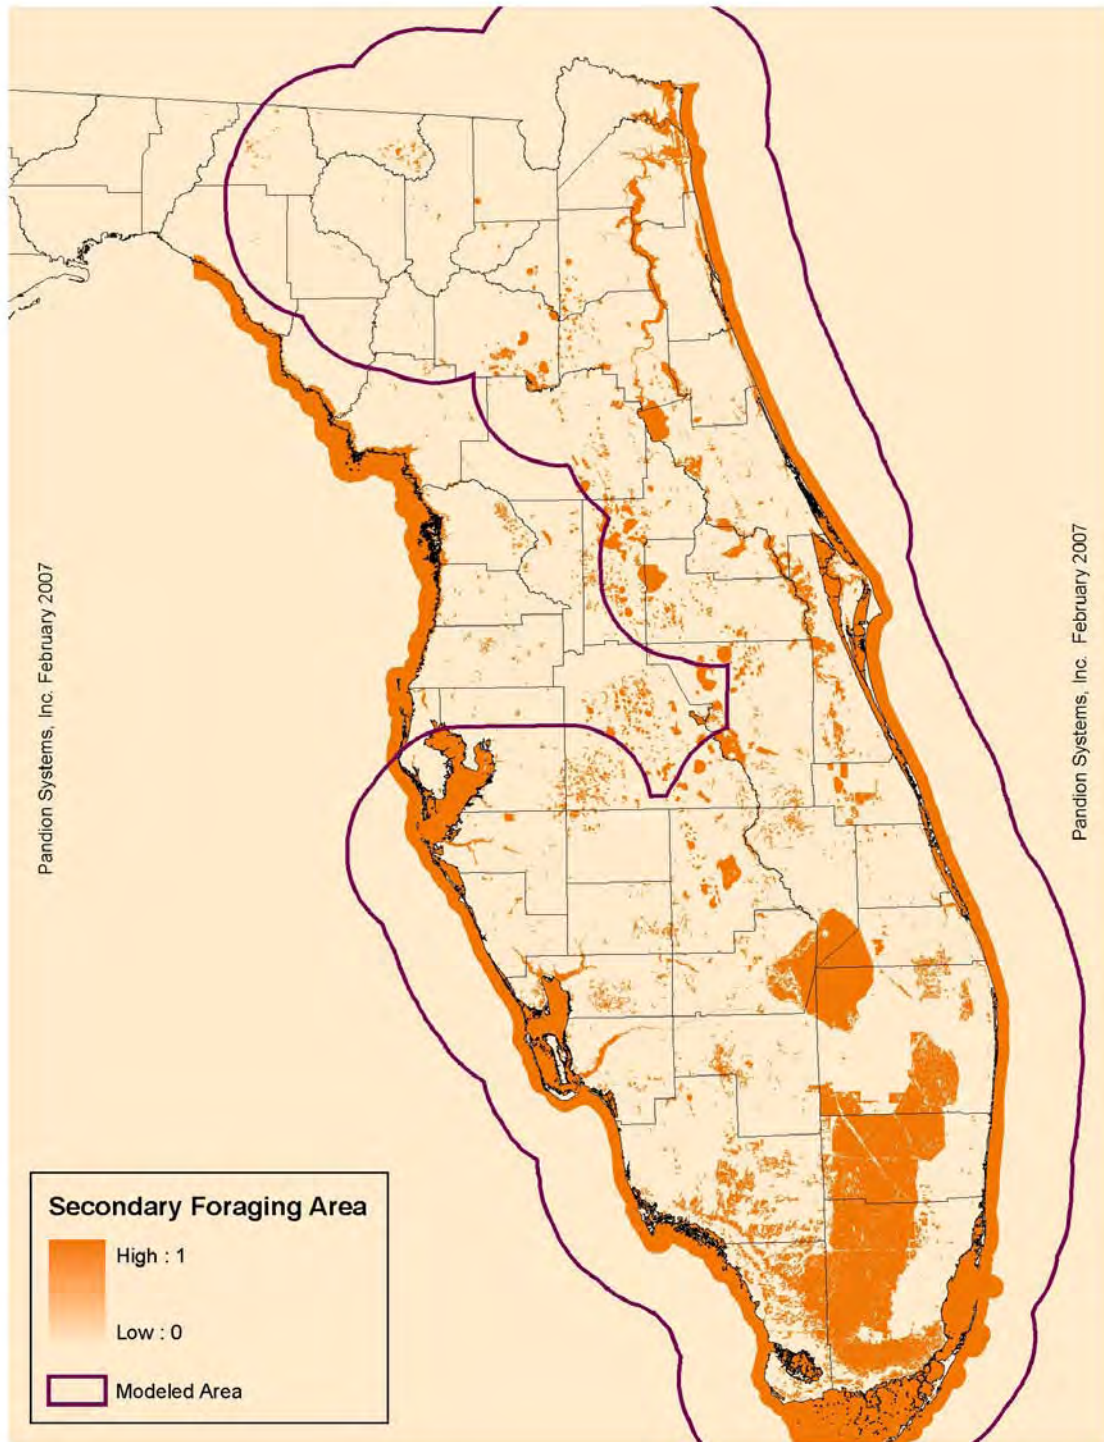 Pandion Systems, Inc. February 2007
Pandion Systems, Inc. February 2007
Secondary Foraging Area
High : 1
Low : 0
Modeled Area